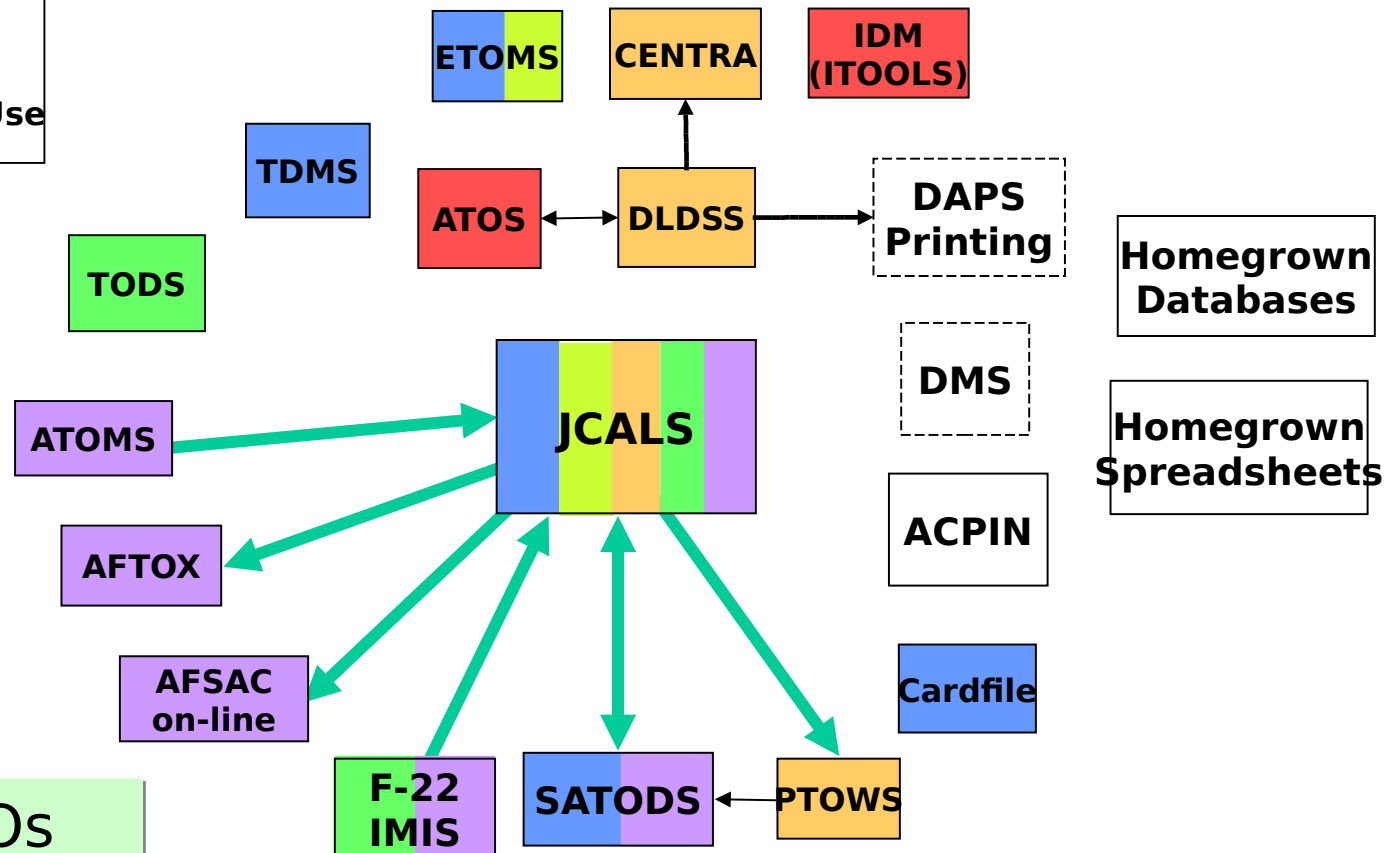 ETOMS
CENTRA
IDM
(ITOOLS)
TDMS
ATOS
DLDSS
DAPS
Printing
Homegrown
Databases
TODS
DMS
JCALS
ATOMS
Homegrown
Spreadsheets
ACPIN
AFTOX
AFSAC
on-line
Cardfile
F-22
IMIS
SATODS
PTOWS